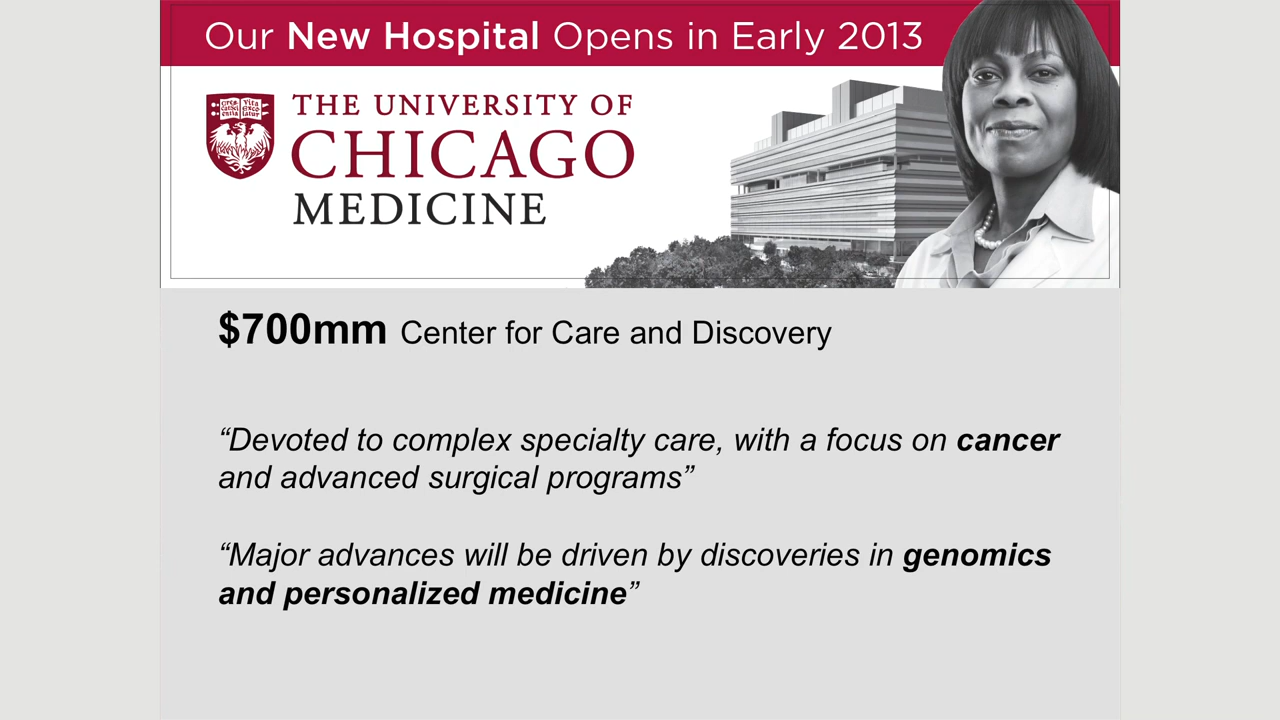 Our New Hospital Opens in Early 2013
THE UNIVERSITY OF
CHICAGO
MEDICINE
$700mm Center for Care and Discovery
“Devoted to complex specialty care, with a focus on cancer
and advanced surgical programs”
“Major advances will be driven by discoveries in genomics
and personalized medicine”